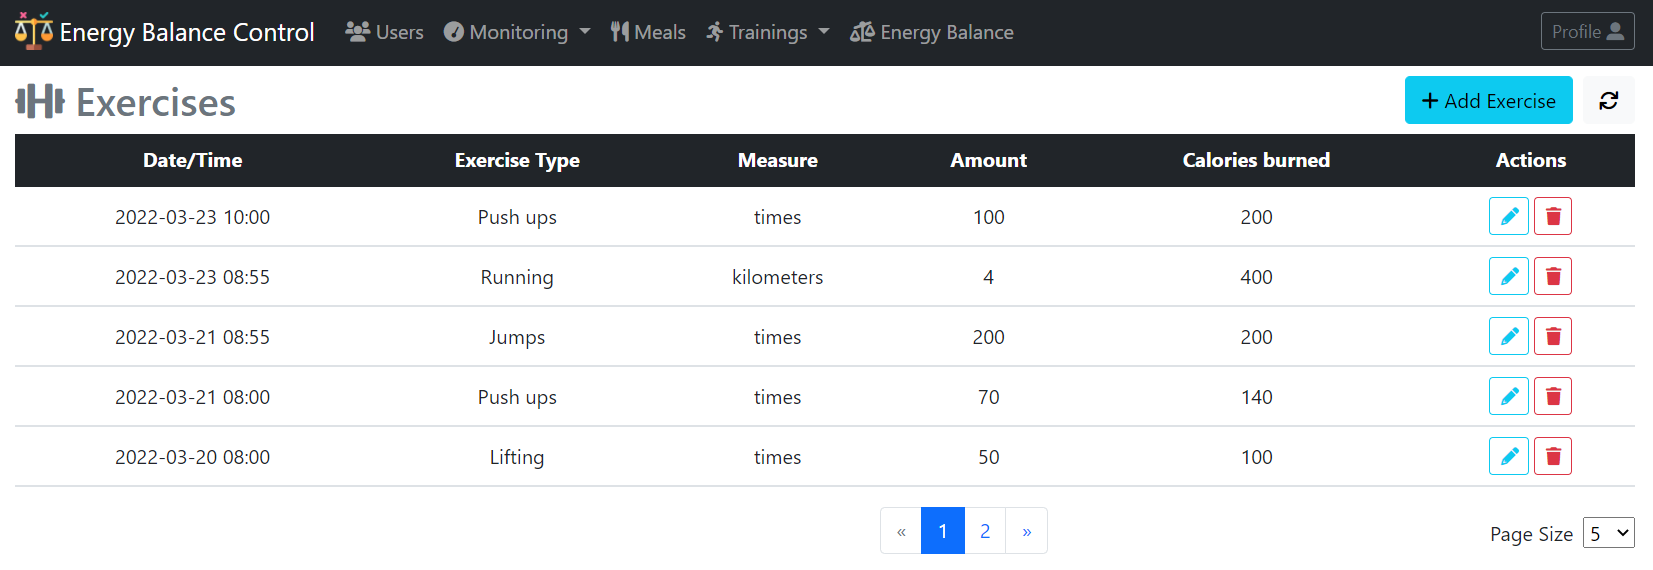 Energy Balance Control Users Monitoring Meals Trainings Energy Balance Profile
Exercises + Add Exercise
Date/Time Exercise Type Measure Amount Calories burned Actions
2022-03-23 10:00 Push ups times 100 200
2022-03-23 08:55 Running kilometers 4 400
2022-03-21 08:55 Jumps times 200 200
2022-03-21 08:00 Push ups times 70 140
2022-03-20 08:00 Lifting times 50 100
« 1 2 » Page Size 5